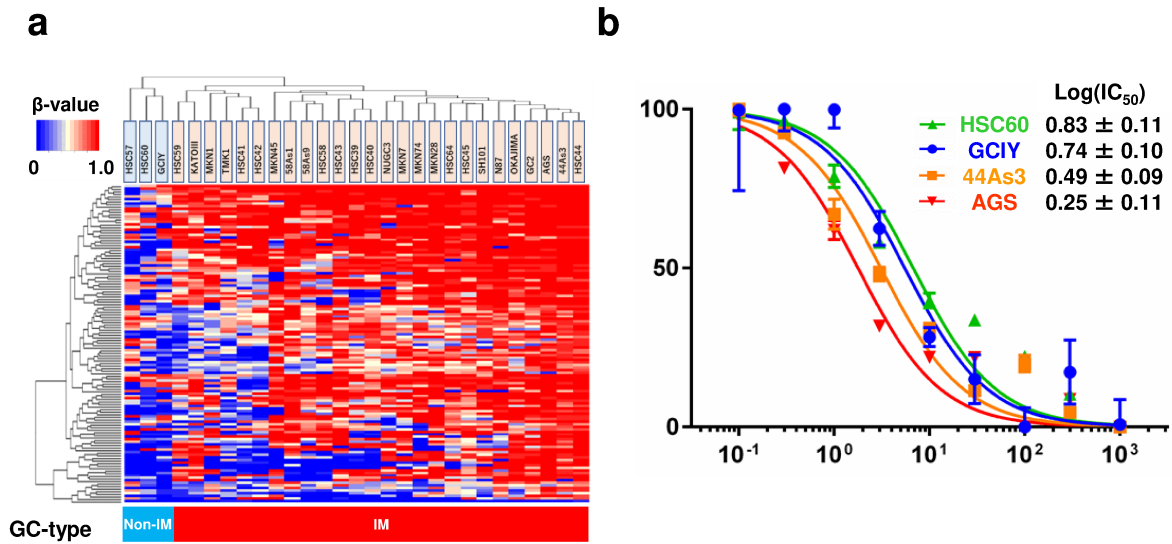 a
β-value
0 1.0
HSC57
HSC60
GCIY
HSC59
KATOIII
MKN1
TMK1
HSC41
HSC42
MKN45
58As1
58As9
HSC58
HSC43
HSC39
HSC40
NUGC3
MKN7
MKN74
MKN28
HSC64
HSC45
SH101
N87
OKAJIMA
GC2
AGS
44As3
HSC44
GC-type
Non-IM
IM
b
Log(IC50)
HSC60 0.83 ± 0.11
GCIY 0.74 ± 0.10
44As3 0.49 ± 0.09
AGS 0.25 ± 0.11
100
50
0
10-1 100 101 102 103